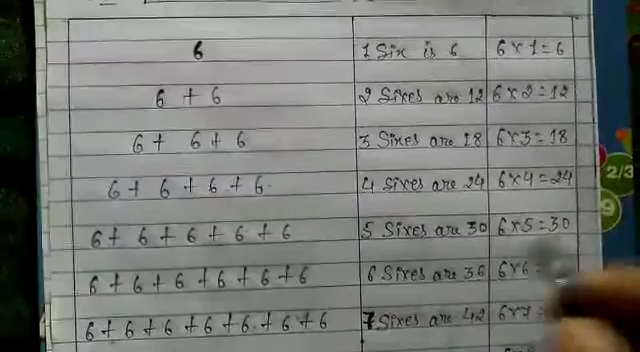 6 1 Six is 6 6×1=6
6 + 6 2 Sixes are 12 6×2=12
6+ 6+ 6 3 Sixes are 18 6×3=18
6+ 6 + 6 + 6 4 Sixes are 24 6×4=24
6+ 6+ 6+ 6+ 6 5 Sixes are 30 6×5=30
6+ 6+6 +6 +6+6 6 Sixes are 36 6×6=
6+6+6 +6+6+6+6 7 Sixes are 42 6×7=
2/3
9